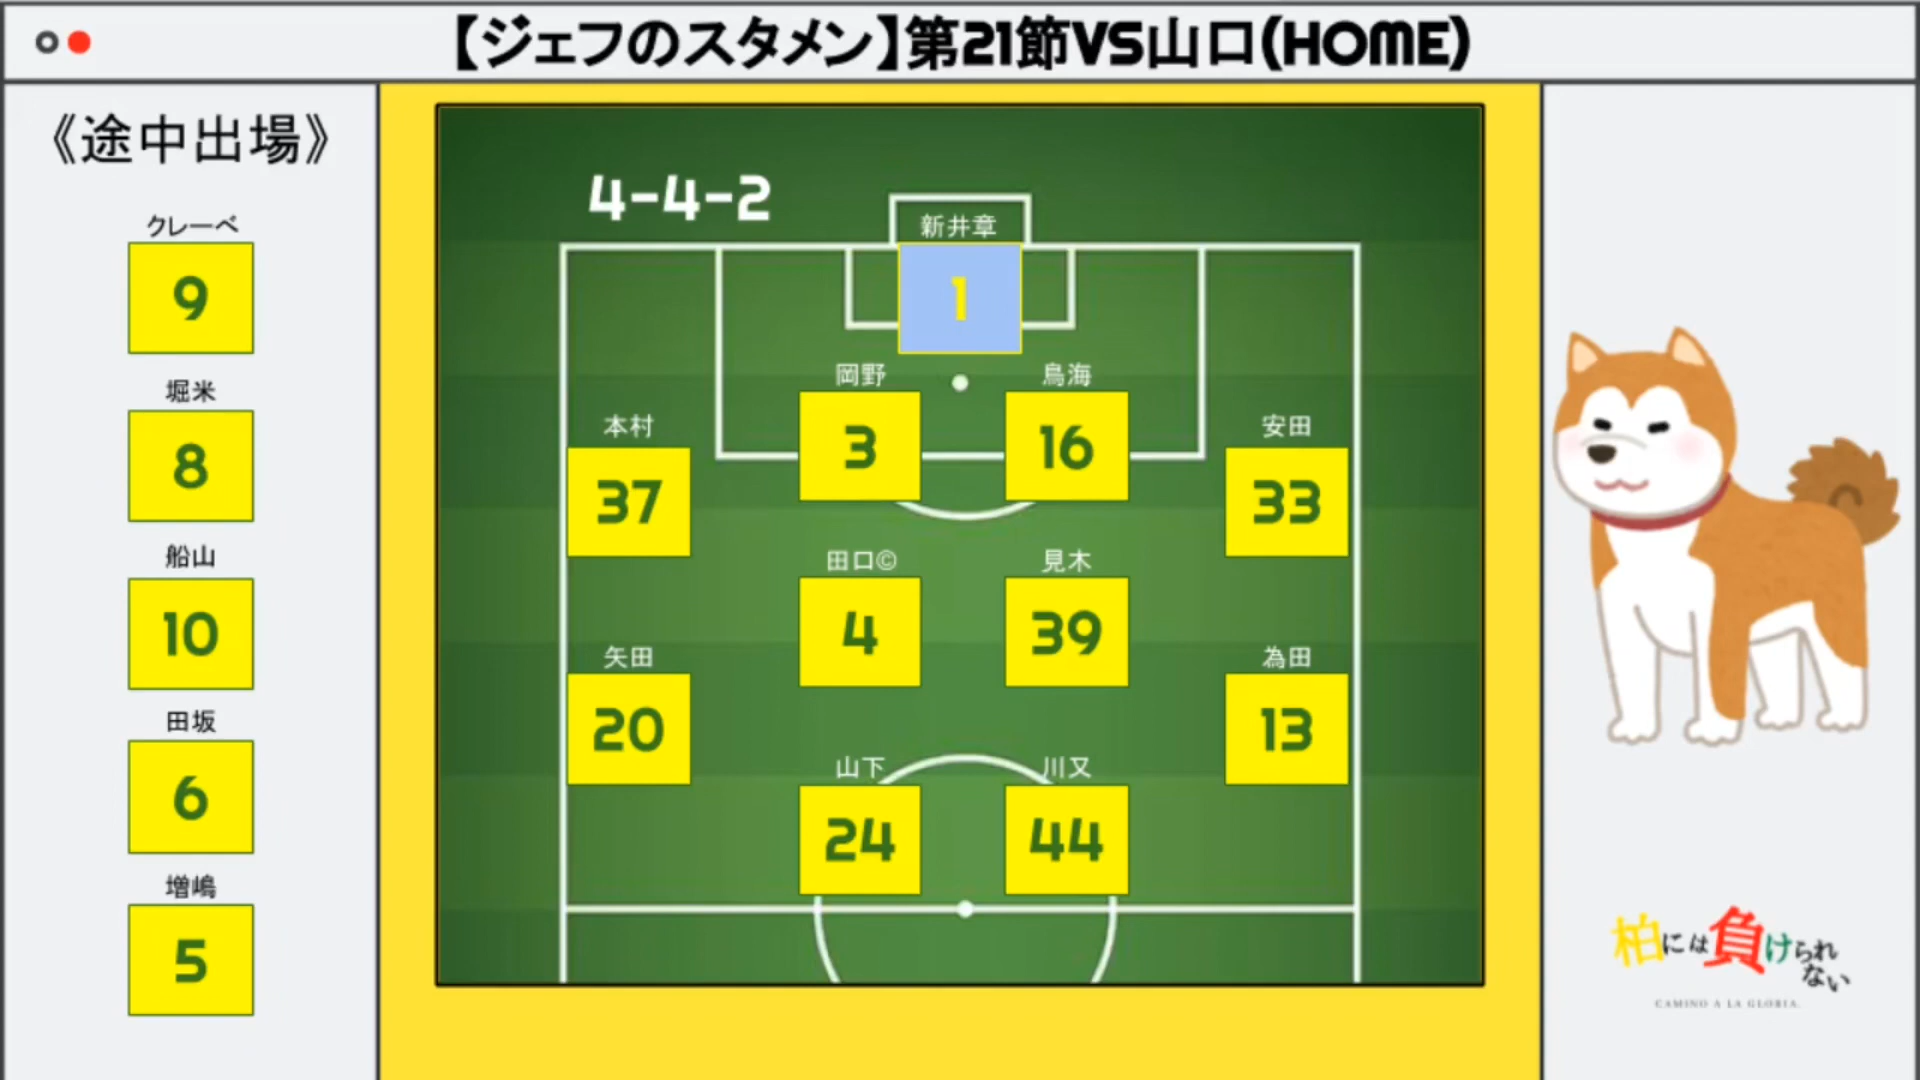 【ジェフのスタメン】第21節VS山口(HOME)
《途中出場》
クレーベ
9
堀米
8
船山
10
田坂
6
増嶋
5
4-4-2
新井章
1
岡野
3
鳥海
16
本村
37
安田
33
田口©
4
見木
39
矢田
20
為田
13
山下
24
川又
44
柏には負けられ
ない
CAMINO A LA GLORIA.